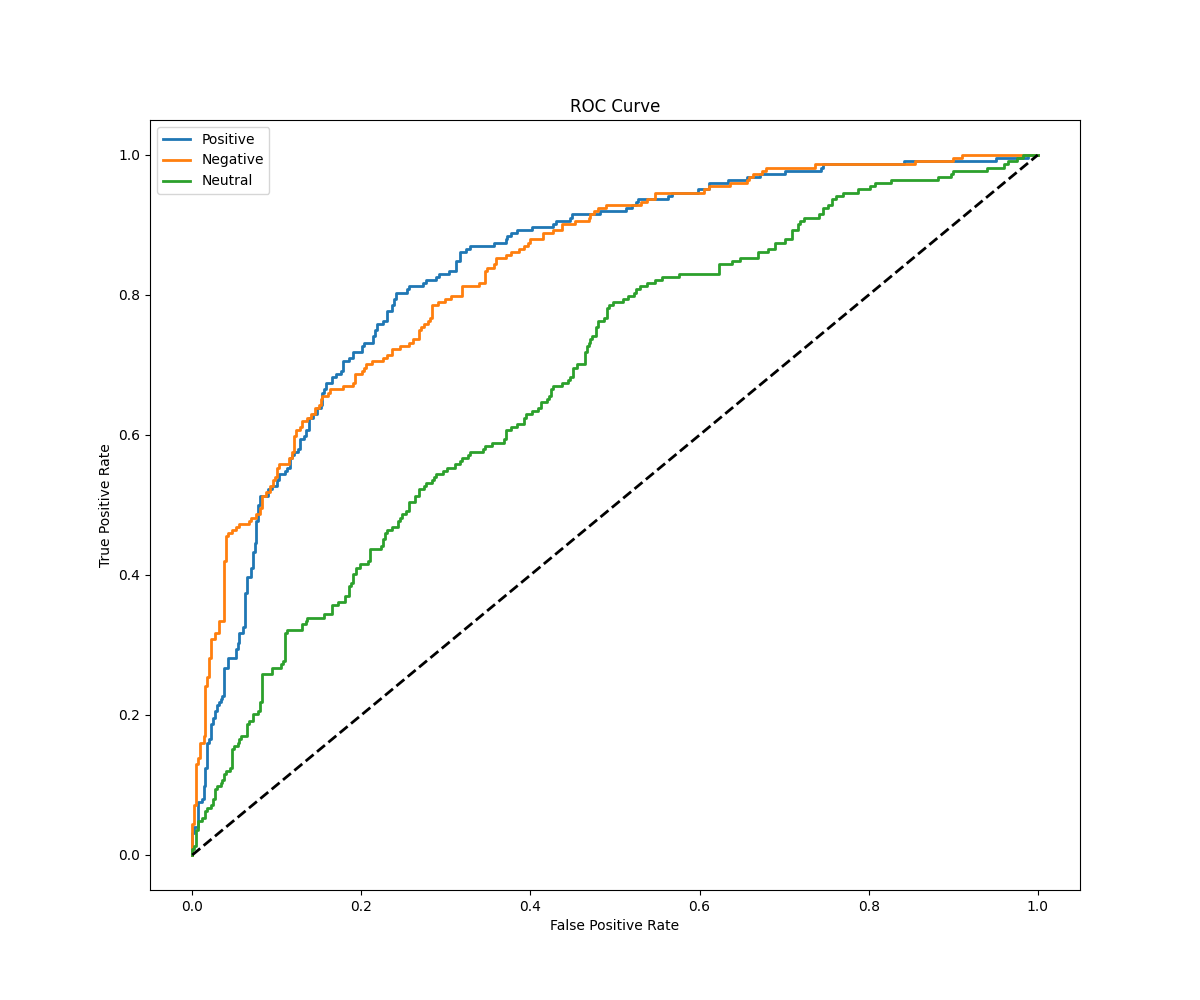 ROC Curve
Positive
Negative
Neutral
True Positive Rate
1.0
0.8
0.6
0.4
0.2
0.0
0.0 0.2 0.4 0.6 0.8 1.0
False Positive Rate